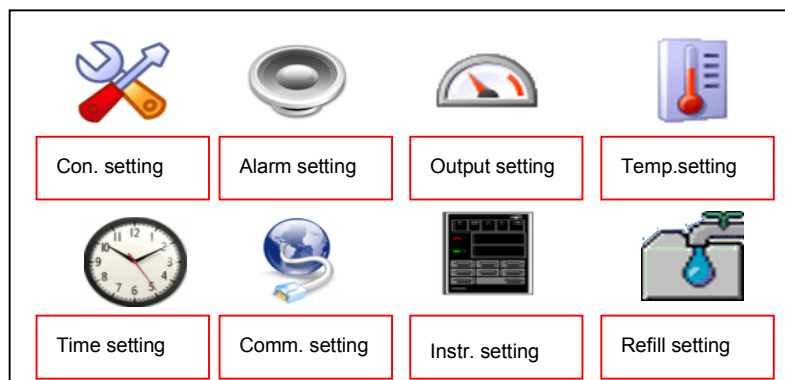 Con. setting
Alarm setting
Output setting
Temp.setting
Time setting
Comm. setting
Instr. setting
Refill setting